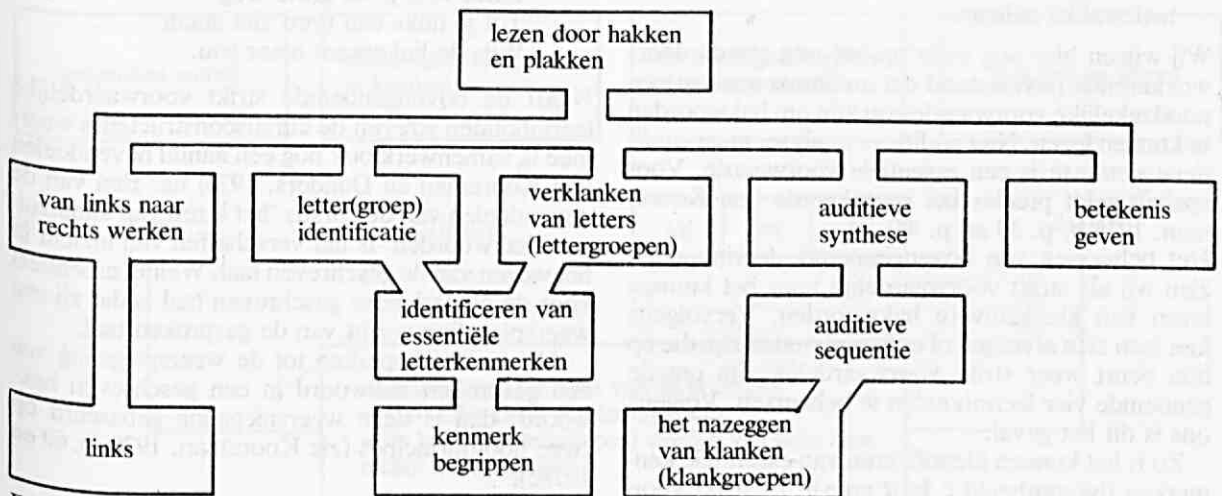 lezen door hakken
en plakken
van links naar
rechts werken
letter(groep)
identificatie
verklanken
van letters
(lettergroepen)
auditieve
synthese
betekenis
geven
identificeren van
essentiële
letterkenmerken
auditieve
sequentie
links
kenmerk
begrippen
het nazeggen
van klanken
(klankgroepen)